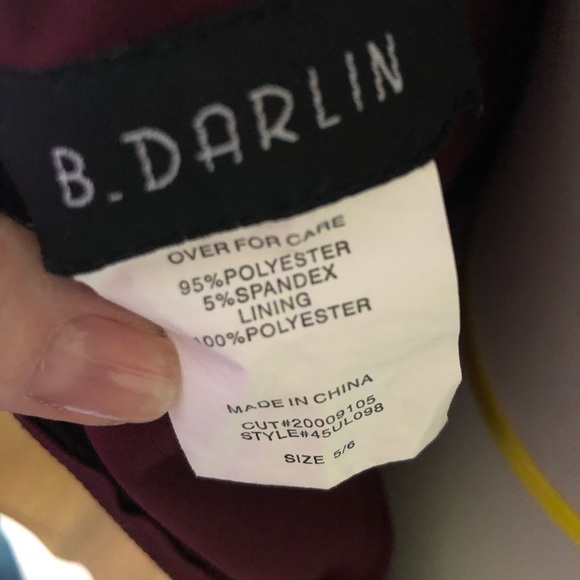 B. DARLIN
OVER FOR CARE
95%POLYESTER
5%SPANDEX
LINING
100%POLYESTER
MADE IN CHINA
CUT#20009105
STYLE#45UL098
SIZE 5/6